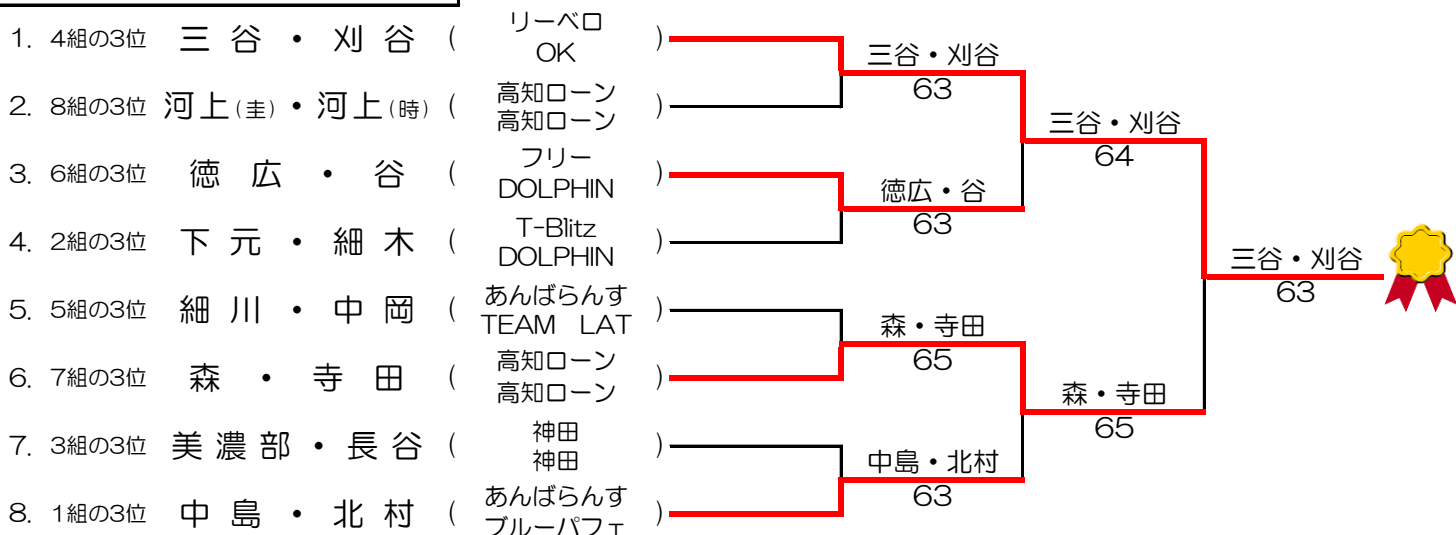 リーベロ
1. 4組の3位 三谷・刈谷 ( )
OK
三谷・刈谷
63
高知ローン
2. 8組の3位 河上(圭)・河上(時) ( )
高知ローン
三谷・刈谷
64
フリー
3. 6組の3位 徳広・谷 ( )
DOLPHIN
徳広・谷
63
T-Blitz
4. 2組の3位 下元・細木 ( )
DOLPHIN
三谷・刈谷
63
あんばらんす
5. 5組の3位 細川・中岡 ( )
TEAM LAT
森・寺田
65
高知ローン
6. 7組の3位 森・寺田 ( )
高知ローン
森・寺田
65
神田
7. 3組の3位 美濃部・長谷 ( )
神田
中島・北村
63
あんばらんす
8. 1組の3位 中島・北村 ( )
ブルーパフェ